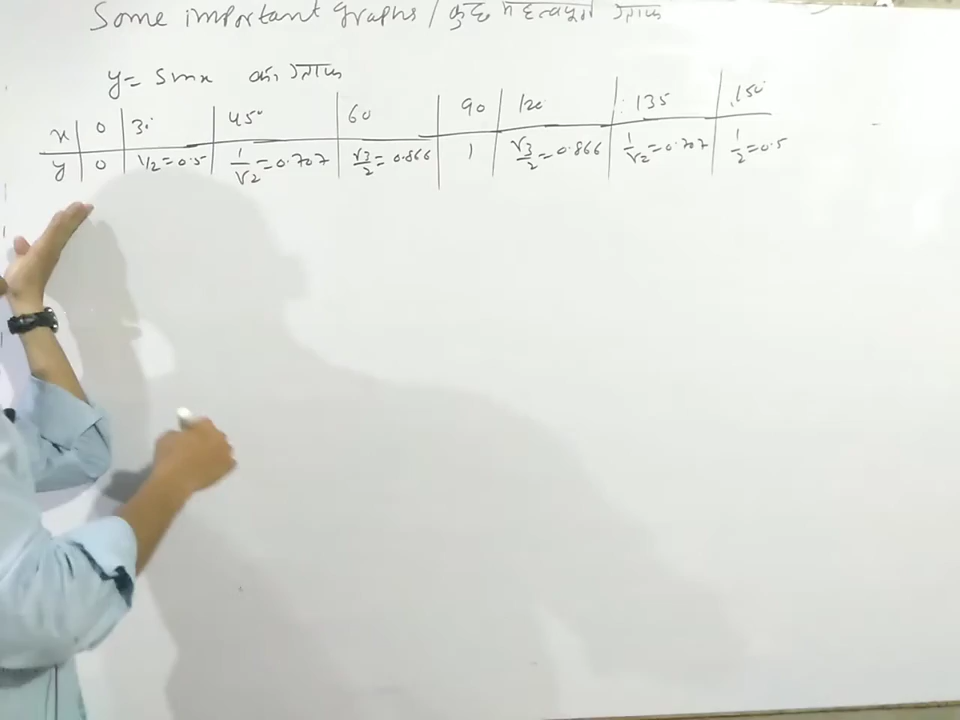 Some important graphs / कुछ महत्वपूर्ण ग्राफ
y = sinx का ग्राफ
x 0 30° 45° 60 90 120 135 150°
y 0 1/2 = 0.5 1/√2 = 0.707 √3/2 = 0.866 1 √3/2 = 0.866 1/√2 = 0.707 1/2 = 0.5